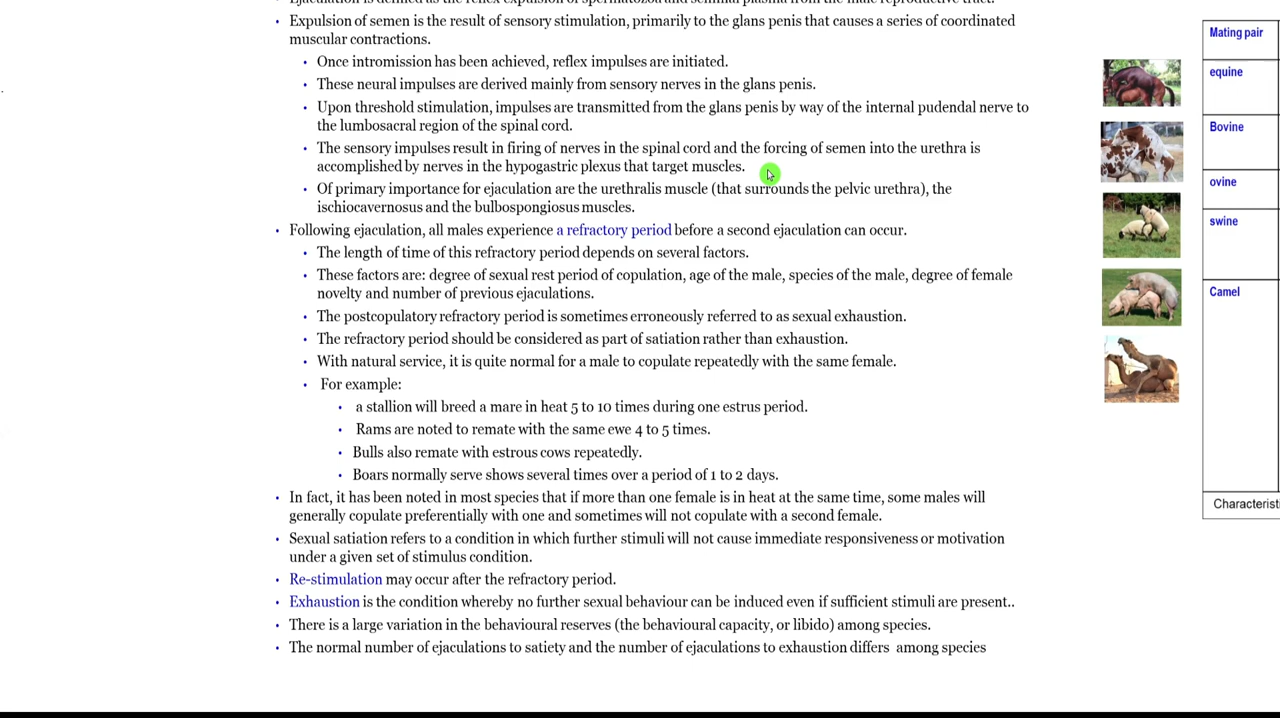 Ejaculation is defined as the reflex expulsion of spermatozoa and seminal plasma from the male reproductive tract.
• Expulsion of semen is the result of sensory stimulation, primarily to the glans penis that causes a series of coordinated
muscular contractions.
• Once intromission has been achieved, reflex impulses are initiated.
• These neural impulses are derived mainly from sensory nerves in the glans penis.
• Upon threshold stimulation, impulses are transmitted from the glans penis by way of the internal pudendal nerve to
the lumbosacral region of the spinal cord.
• The sensory impulses result in firing of nerves in the spinal cord and the forcing of semen into the urethra is
accomplished by nerves in the hypogastric plexus that target muscles.
• Of primary importance for ejaculation are the urethralis muscle (that surrounds the pelvic urethra), the
ischiocavernosus and the bulbospongiosus muscles.
• Following ejaculation, all males experience a refractory period before a second ejaculation can occur.
• The length of time of this refractory period depends on several factors.
• These factors are: degree of sexual rest period of copulation, age of the male, species of the male, degree of female
novelty and number of previous ejaculations.
• The postcopulatory refractory period is sometimes erroneously referred to as sexual exhaustion.
• The refractory period should be considered as part of satiation rather than exhaustion.
• With natural service, it is quite normal for a male to copulate repeatedly with the same female.
• For example:
• a stallion will breed a mare in heat 5 to 10 times during one estrus period.
• Rams are noted to remate with the same ewe 4 to 5 times.
• Bulls also remate with estrous cows repeatedly.
• Boars normally serve shows several times over a period of 1 to 2 days.
• In fact, it has been noted in most species that if more than one female is in heat at the same time, some males will
generally copulate preferentially with one and sometimes will not copulate with a second female.
• Sexual satiation refers to a condition in which further stimuli will not cause immediate responsiveness or motivation
under a given set of stimulus condition.
• Re-stimulation may occur after the refractory period.
• Exhaustion is the condition whereby no further sexual behaviour can be induced even if sufficient stimuli are present..
• There is a large variation in the behavioural reserves (the behavioural capacity, or libido) among species.
• The normal number of ejaculations to satiety and the number of ejaculations to exhaustion differs among species
Mating pair
equine
Bovine
ovine
swine
Camel
Characteristi